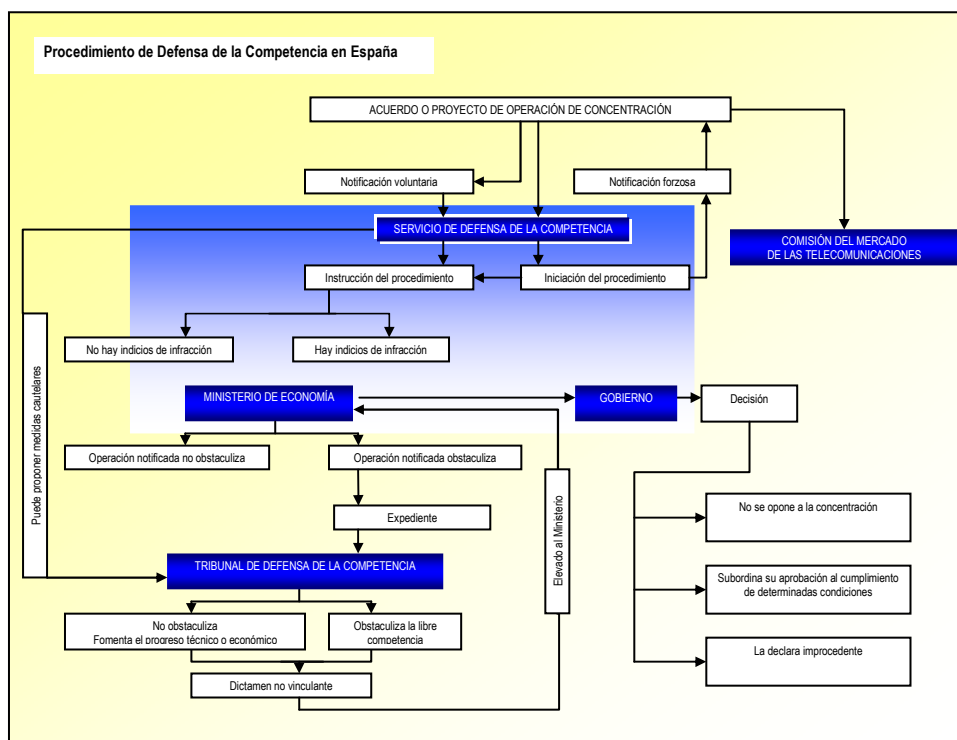 Procedimiento de Defensa de la Competencia en España
ACUERDO O PROYECTO DE OPERACIÓN DE CONCENTRACIÓN
Notificación voluntaria
Notificación forzosa
SERVICIO DE DEFENSA DE LA COMPETENCIA
COMISIÓN DEL MERCADO
DE LAS TELECOMUNICACIONES
Instrucción del procedimiento
Iniciación del procedimiento
No hay indicios de infracción
Hay indicios de infracción
Puede proponer medidas cautelares
MINISTERIO DE ECONOMÍA
GOBIERNO
Decisión
Operación notificada no obstaculiza
Operación notificada obstaculiza
Elevado al Ministerio
Expediente
No se opone a la concentración
TRIBUNAL DE DEFENSA DE LA COMPETENCIA
Subordina su aprobación al cumplimiento
de determinadas condiciones
No obstaculiza
Fomenta el progreso técnico o económico
Obstaculiza la libre
competencia
La declara improcedente
Dictamen no vinculante